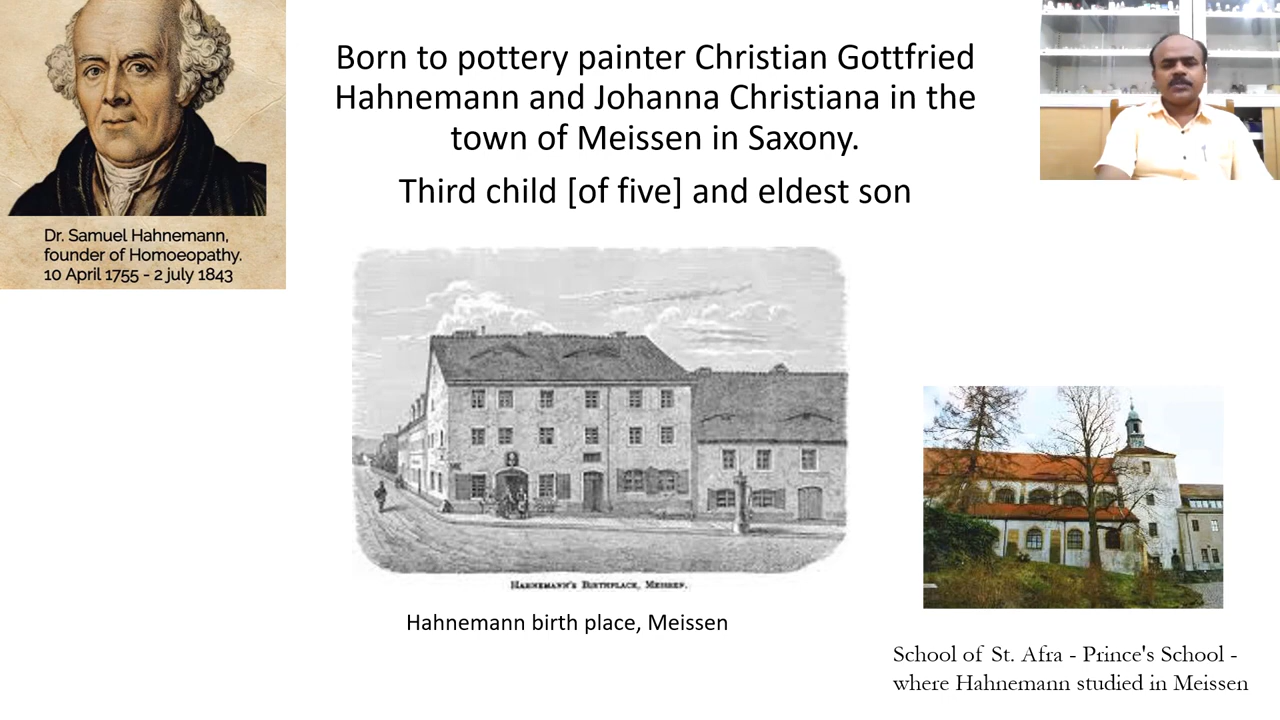 Born to pottery painter Christian Gottfried
Hahnemann and Johanna Christiana in the
town of Meissen in Saxony.
Third child [of five] and eldest son
Dr. Samuel Hahnemann,
founder of Homoeopathy.
10 April 1755 - 2 july 1843
Hahnemann's Birthplace, Meissen.
Hahnemann birth place, Meissen
School of St. Afra - Prince's School -
where Hahnemann studied in Meissen